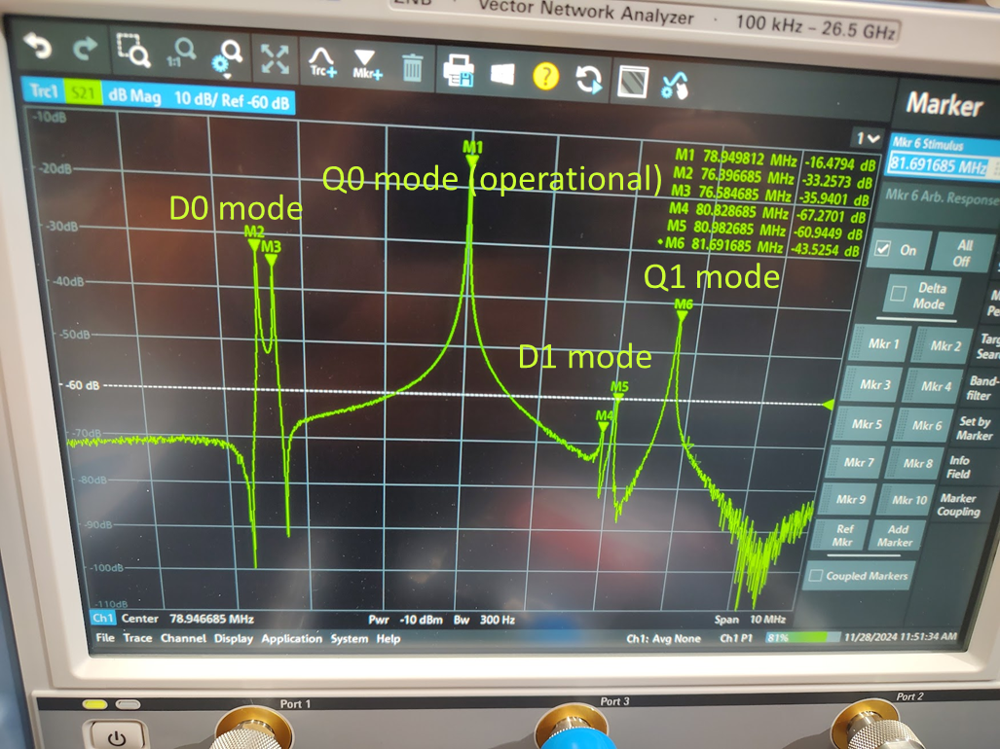 ZNB · Vector Network Analyzer · 100 kHz – 26.5 GHz
1:1 Trc+ Mkr+ ?
Trc1 S21 dB Mag 10 dB/ Ref -60 dB
1
Marker
Mkr 6 Stimulus
81.691685 MHz
Mkr 6 Arb. Response
On
All Off
Delta Mode
Mkr 1 Mkr 2
Mkr 3 Mkr 4
Mkr 5 Mkr 6
Mkr 7 Mkr 8
Mkr 9 Mkr 10
Ref Mkr Add Marker
Coupled Markers
Band-filter
Set by Marker
Info Field
Marker Coupling
M1 78.949812 MHz -16.4794 dB
M2 76.396685 MHz -33.2573 dB
M3 76.584685 MHz -35.9401 dB
M4 80.828685 MHz -67.2701 dB
M5 80.982685 MHz -60.9449 dB
M6 81.691685 MHz -43.5254 dB
-10dB
-20dB
-30dB
-40dB
-50dB
-60 dB
-70dB
-80dB
-90dB
-100dB
-110dB
M1
Q0 mode (operational)
D0 mode
M2
M3
Q1 mode
M6
D1 mode
M5
M4
Ch1 Center 78.946685 MHz Pwr -10 dBm Bw 300 Hz Span 10 MHz
File Trace Channel Display Application System Help Ch1: Avg None Ch1 P1 81% 11/28/2024 11:51:34 AM
Port 1
Port 3
Port 2